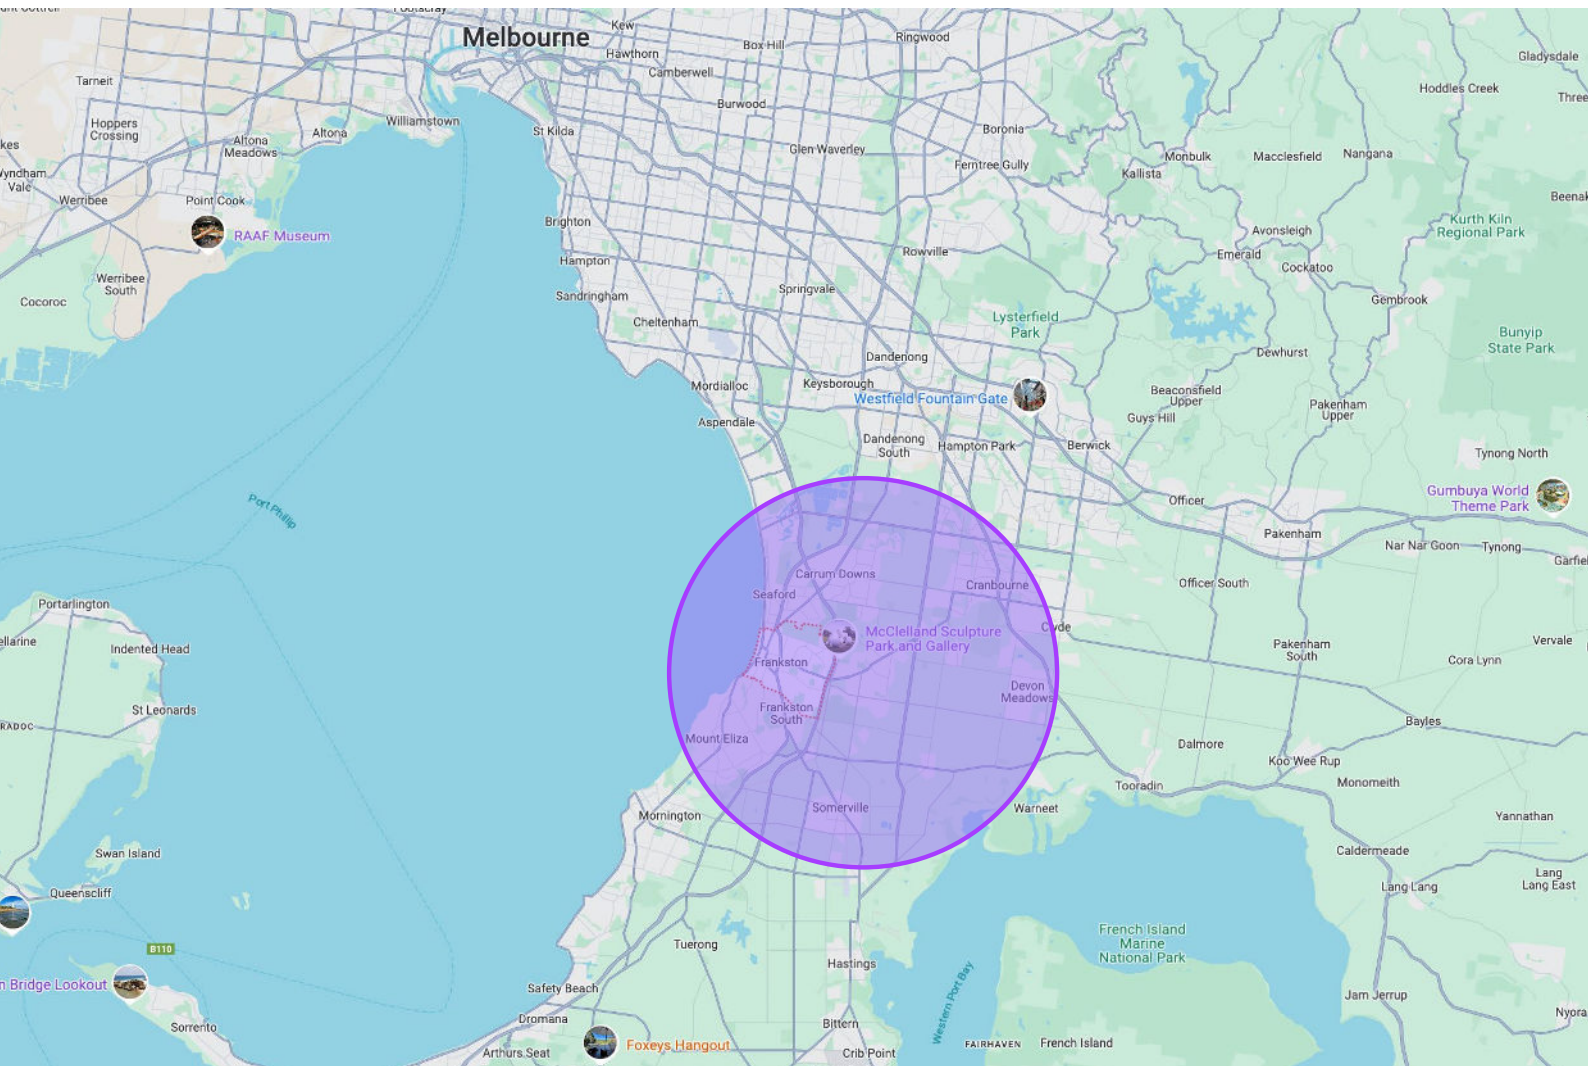 Melbourne
Kew
Hawthorn
Box Hill
Ringwood
Camberwell
Gladysdale
Tarneit
Hoddles Creek
Three
Burwood
Hoppers
Crossing
Williamstown
Altona
St Kilda
Altona
Meadows
Boronia
kes
Glen Waverley
Monbulk
Macclesfield
Nangana
Ferntree Gully
Kallista
Wyndham
Vale
Werribee
Point Cook
Beenak
Brighton
Kurth Kiln
Regional Park
RAAF Museum
Avonsleigh
Rowville
Emerald
Hampton
Cockatoo
Werribee
South
Springvale
Sandringham
Cocoroc
Gembrook
Cheltenham
Lysterfield
Park
Bunyip
State Park
Dandenong
Dewhurst
Mordialloc
Keysborough
Westfield Fountain Gate
Beaconsfield
Upper
Pakenham
Upper
Guys Hill
Aspendale
Dandenong
South
Hampton Park
Berwick
Tynong North
Port Phillip
Officer
Gumbuya World
Theme Park
Pakenham
Nar Nar Goon
Tynong
Garfie
Carrum Downs
Cranbourne
Officer South
Seaford
Portarlington
Clyde
McClelland Sculpture
Park and Gallery
ellarine
Indented Head
Pakenham
South
Vervale
Cora Lynn
Frankston
Devon
Meadows
St Leonards
Frankston
South
RADOC
Bayles
Mount Eliza
Dalmore
Koo Wee Rup
Monomeith
Tooradin
Somerville
Warneet
Mornington
Yannathan
Swan Island
Caldermeade
Queenscliff
Lang Lang
Lang
Lang East
French Island
Marine
National Park
B110
Tuerong
Hastings
n Bridge Lookout
Safety Beach
Western Port Bay
Jam Jerrup
Nyora
Sorrento
Dromana
Bittern
Foxeys Hangout
Arthurs Seat
Crib Point
FAIRHAVEN
French Island